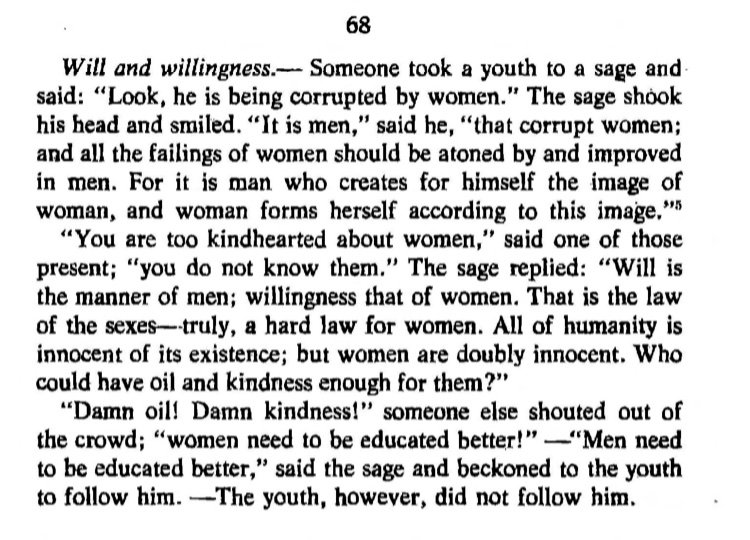 68
Will and willingness.— Someone took a youth to a sage and
said: “Look, he is being corrupted by women.” The sage shook
his head and smiled. “It is men,” said he, “that corrupt women;
and all the failings of women should be atoned by and improved
in men. For it is man who creates for himself the image of
woman, and woman forms herself according to this image.”⁵
“You are too kindhearted about women,” said one of those
present; “you do not know them.” The sage replied: “Will is
the manner of men; willingness that of women. That is the law
of the sexes—truly, a hard law for women. All of humanity is
innocent of its existence; but women are doubly innocent. Who
could have oil and kindness enough for them?”
“Damn oil! Damn kindness!” someone else shouted out of
the crowd; “women need to be educated better!” —“Men need
to be educated better,” said the sage and beckoned to the youth
to follow him. —The youth, however, did not follow him.